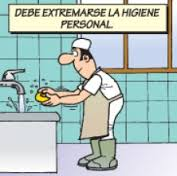 DEBE EXTREMARSE LA HIGIENE
PERSONAL.